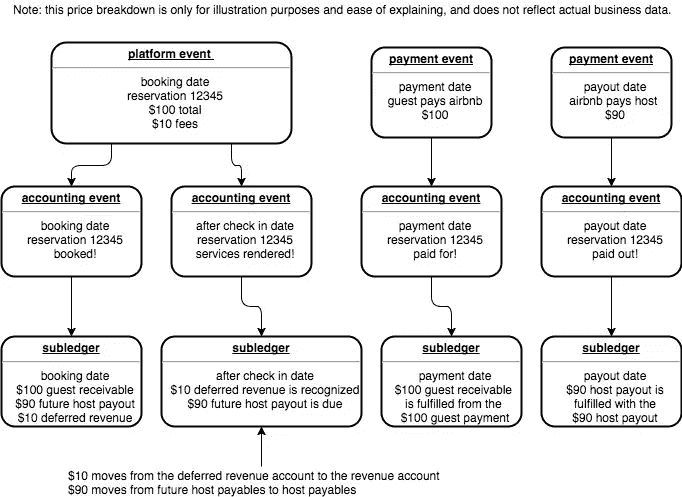 Note: this price breakdown is only for illustration purposes and ease of explaining, and does not reflect actual business data.
platform event
booking date
reservation 12345
$100 total
$10 fees
payment event
payment date
guest pays airbnb
$100
payout event
payout date
airbnb pays host
$90
accounting event
booking date
reservation 12345
booked!
accounting event
after check in date
reservation 12345
services rendered!
accounting event
payment date
reservation 12345
paid for!
accounting event
payout date
reservation 12345
paid out!
subledger
booking date
$100 guest receivable
$90 future host payout
$10 deferred revenue
subledger
after check in date
$10 deferred revenue is recognized
$90 future host payout is due
subledger
payment date
$100 guest receivable
is fulfilled from the
$100 guest payment
subledger
payout date
$90 host payout is
fulfilled with the
$90 host payout
$10 moves from the deferred revenue account to the revenue account
$90 moves from future host payables to host payables